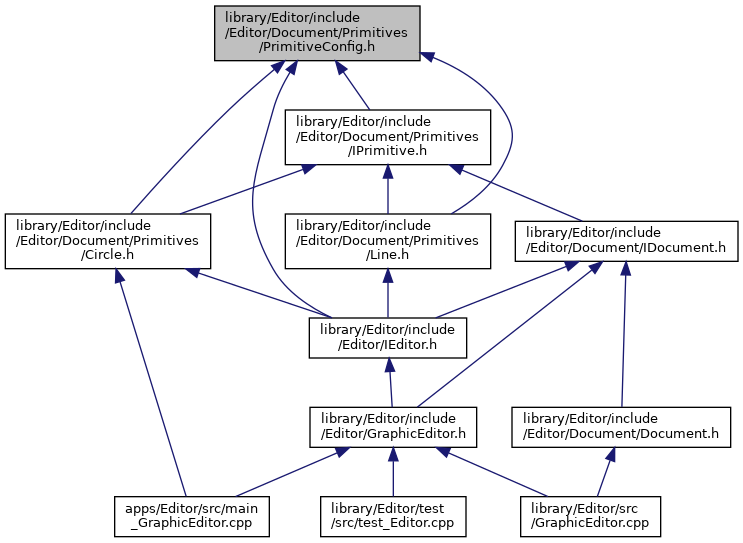 library/Editor/include
/Editor/Document/Primitives
/PrimitiveConfig.h
library/Editor/include
/Editor/Document/Primitives
/IPrimitive.h
library/Editor/include
/Editor/Document/Primitives
/Circle.h
library/Editor/include
/Editor/Document/Primitives
/Line.h
library/Editor/include
/Editor/Document/IDocument.h
library/Editor/include
/Editor/IEditor.h
library/Editor/include
/Editor/GraphicEditor.h
library/Editor/include
/Editor/Document/Document.h
apps/Editor/src/main
_GraphicEditor.cpp
library/Editor/test
/src/test_Editor.cpp
library/Editor/src
/GraphicEditor.cpp